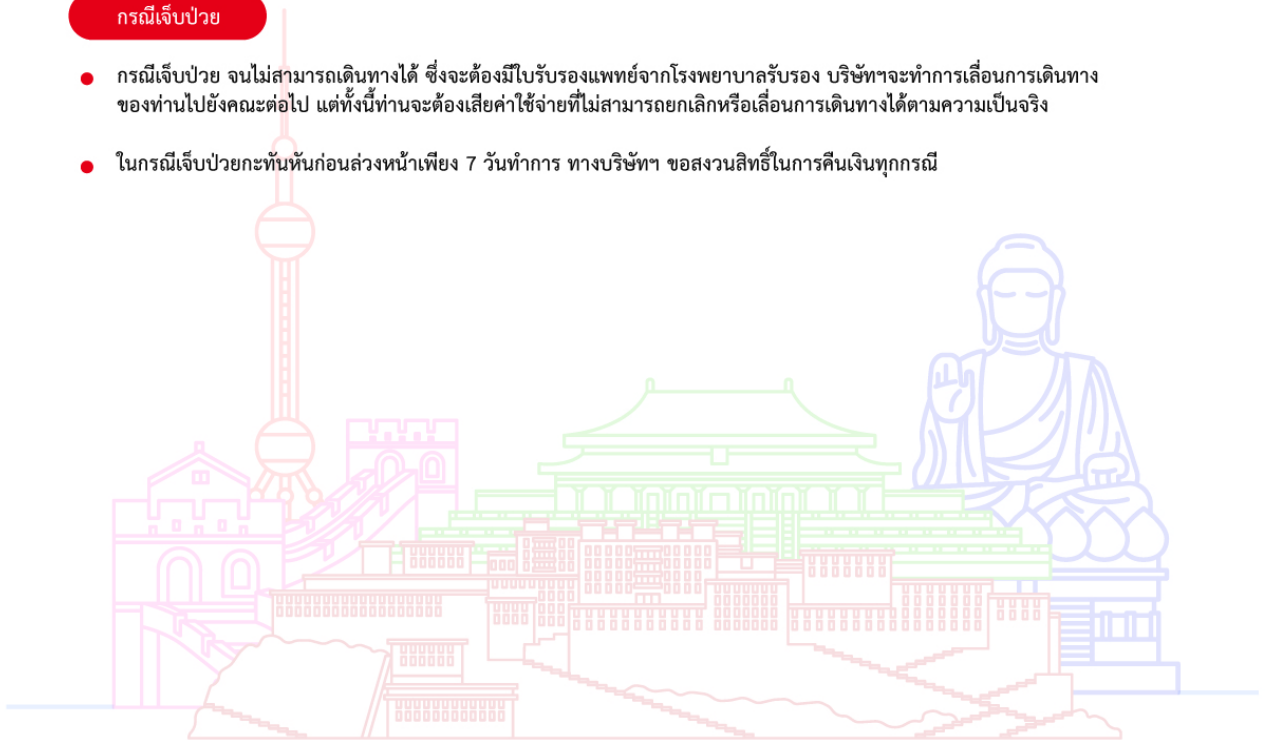 กรณีเจ็บป่วย
กรณีเจ็บป่วย จนไม่สามารถเดินทางได้ ซึ่งจะต้องมีใบรับรองแพทย์จากโรงพยาบาลรับรอง บริษัทฯจะทำการเลื่อนการเดินทาง
ของท่านไปยังคณะต่อไป แต่ทั้งนี้ท่านจะต้องเสียค่าใช้จ่ายที่ไม่สามารถยกเลิกหรือเลื่อนการเดินทางได้ตามความเป็นจริง
ในกรณีเจ็บป่วยกะทันหันก่อนล่วงหน้าเพียง 7 วันทำการ ทางบริษัทฯ ขอสงวนสิทธิ์ในการคืนเงินทุกกรณี